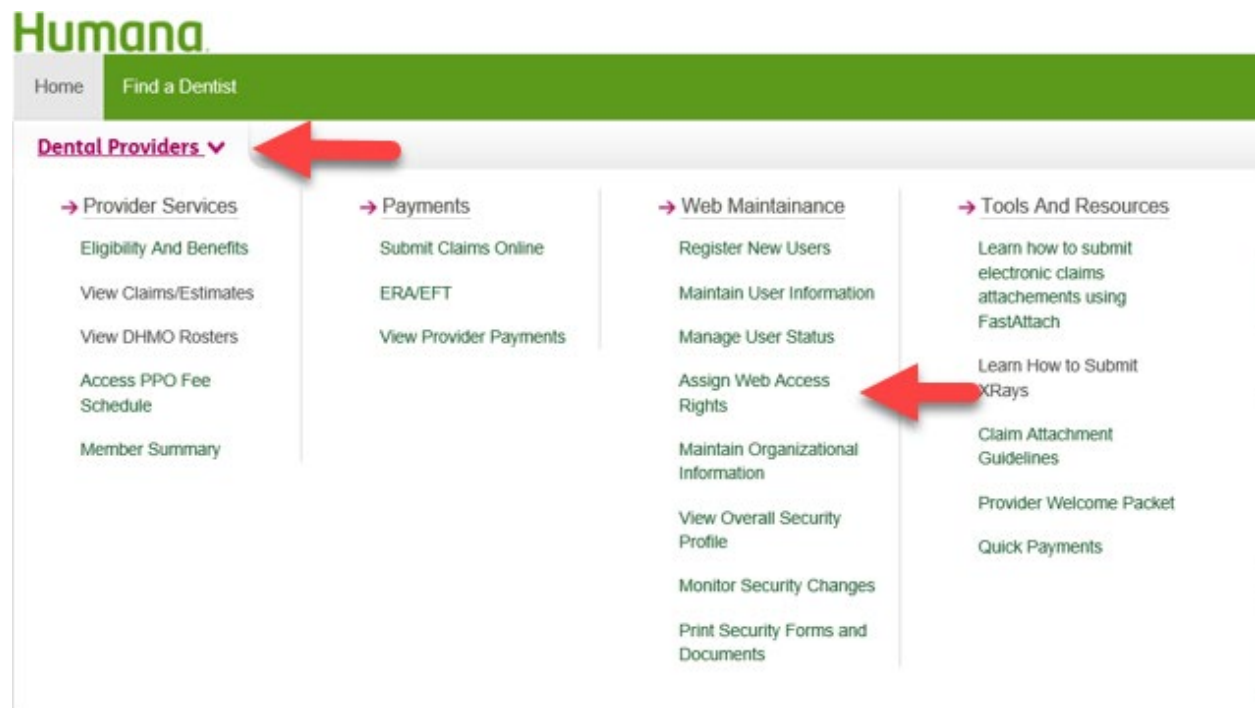 Humana.
Home
Find a Dentist
Dental Providers
Provider Services
Eligibility And Benefits
View Claims/Estimates
View DHMO Rosters
Access PPO Fee
Schedule
Member Summary
Payments
Submit Claims Online
ERA/EFT
View Provider Payments
Web Maintainance
Register New Users
Maintain User Information
Manage User Status
Assign Web Access
Rights
Maintain Organizational
Information
View Overall Security
Profile
Monitor Security Changes
Print Security Forms and
Documents
Tools And Resources
Learn how to submit
electronic claims
attachements using
FastAttach
Learn How to Submit
XRays
Claim Attachment
Guidelines
Provider Welcome Packet
Quick Payments